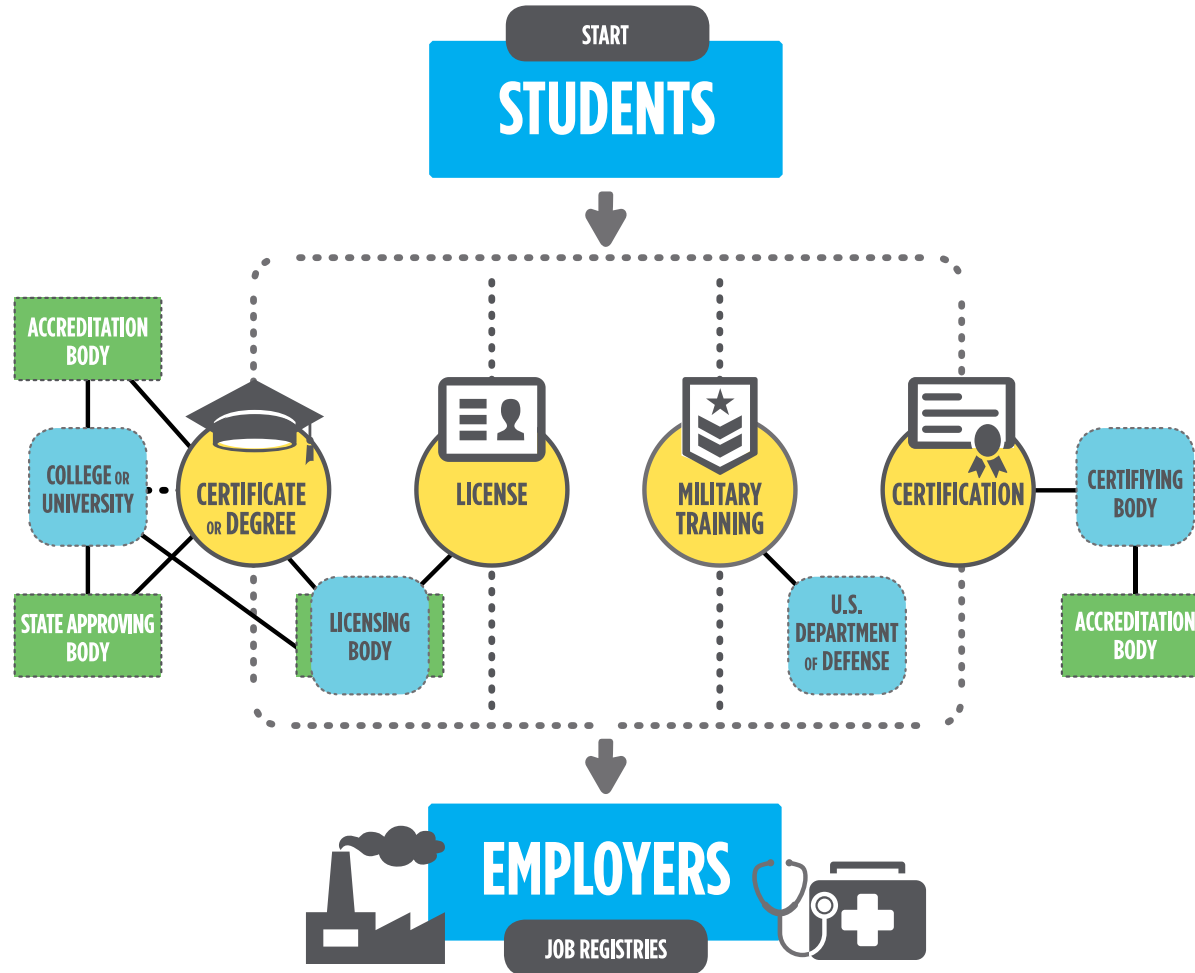 START
STUDENTS
ACCREDITATION
BODY
COLLEGE OR
UNIVERSITY
STATE APPROVING
BODY
CERTIFICATE
OR DEGREE
LICENSE
LICENSING
BODY
MILITARY
TRAINING
U.S.
DEPARTMENT
OF DEFENSE
CERTIFICATION
CERTIFIYING
BODY
ACCREDITATION
BODY
EMPLOYERS
JOB REGISTRIES